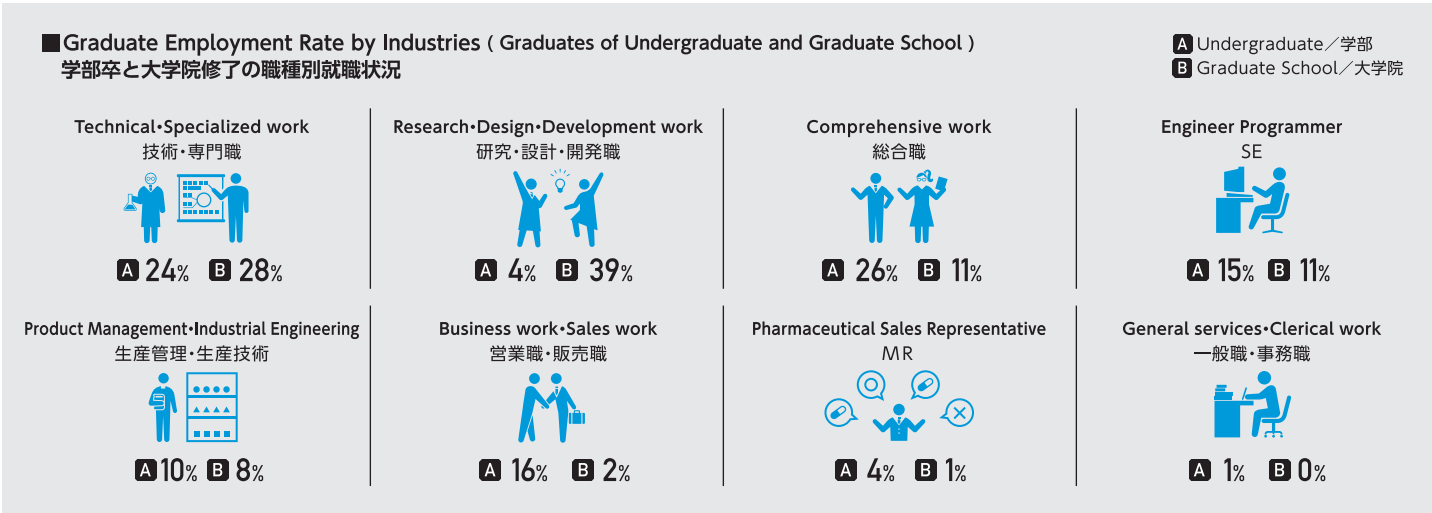 ■Graduate Employment Rate by Industries ( Graduates of Undergraduate and Graduate School )
学部卒と大学院修了の職種別就職状況
A Undergraduate／学部
B Graduate School／大学院
Technical・Specialized work
技術・専門職
A 24% B 28%
Research・Design・Development work
研究・設計・開発職
A 4% B 39%
Comprehensive work
総合職
A 26% B 11%
Engineer Programmer
SE
A 15% B 11%
Product Management・Industrial Engineering
生産管理・生産技術
A 10% B 8%
Business work・Sales work
営業職・販売職
A 16% B 2%
Pharmaceutical Sales Representative
MR
A 4% B 1%
General services・Clerical work
一般職・事務職
A 1% B 0%